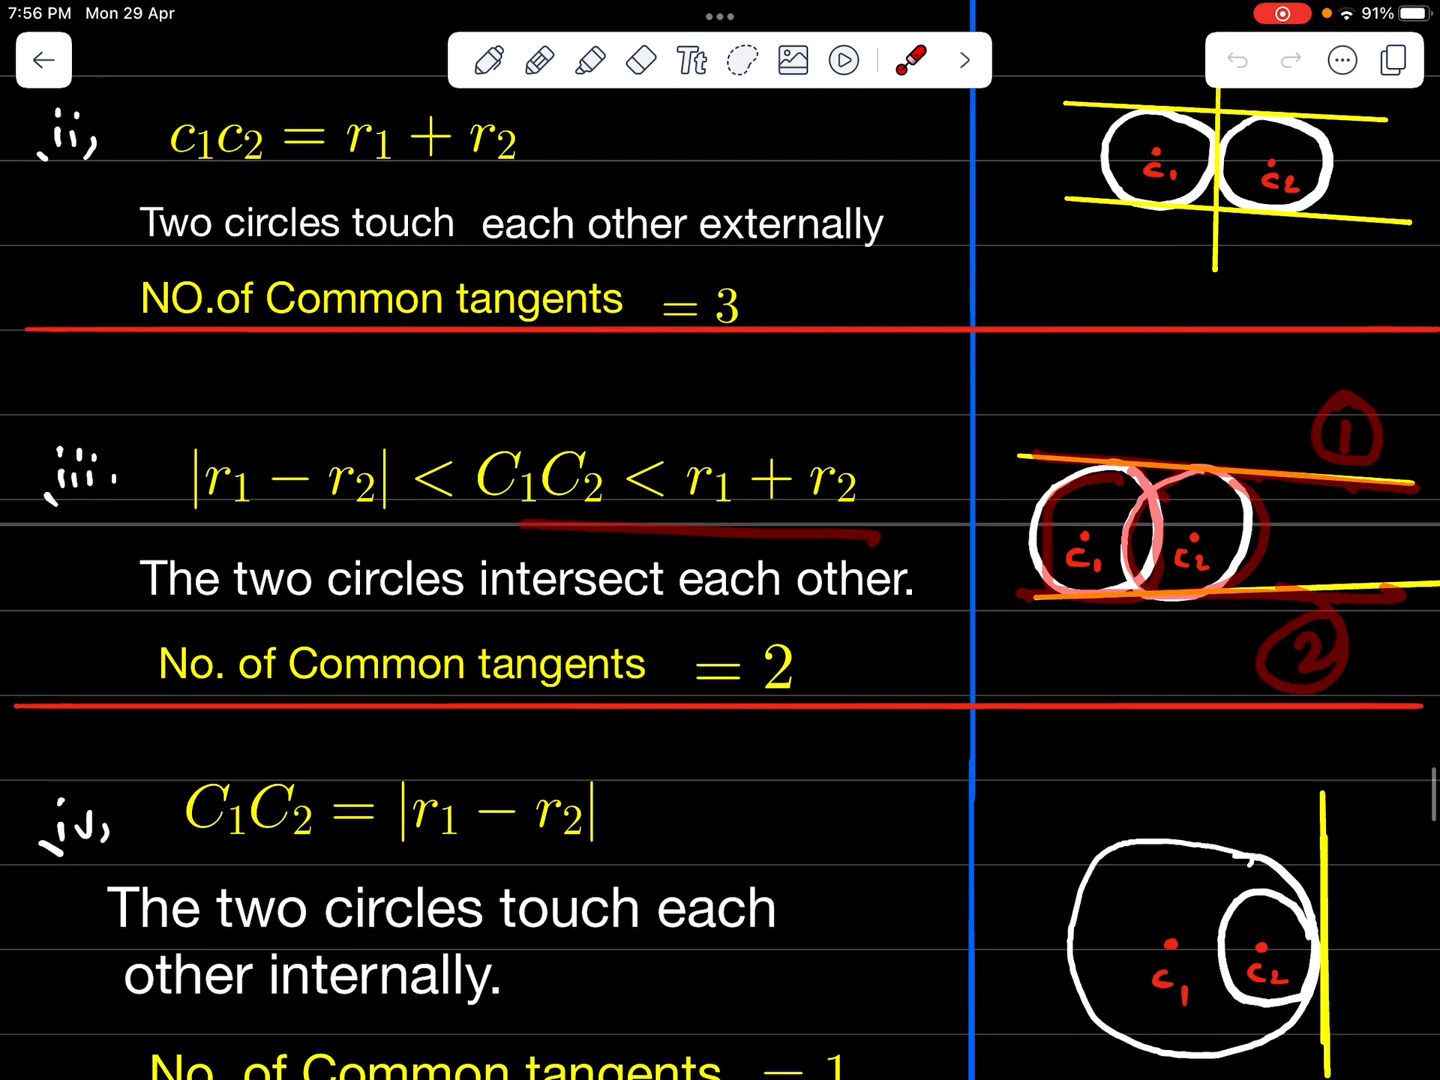 7:56 PM Mon 29 Apr
91%
Tt
ii, c₁c₂ = r₁ + r₂
c₁ c₂
Two circles touch each other externally
NO.of Common tangents = 3
1
iii. |r₁ − r₂| < C₁C₂ < r₁ + r₂
c₁ c₂
The two circles intersect each other.
2
No. of Common tangents = 2
iv, C₁C₂ = |r₁ − r₂|
The two circles touch each
other internally.
c₁ c₂
No. of Common tangents = 1